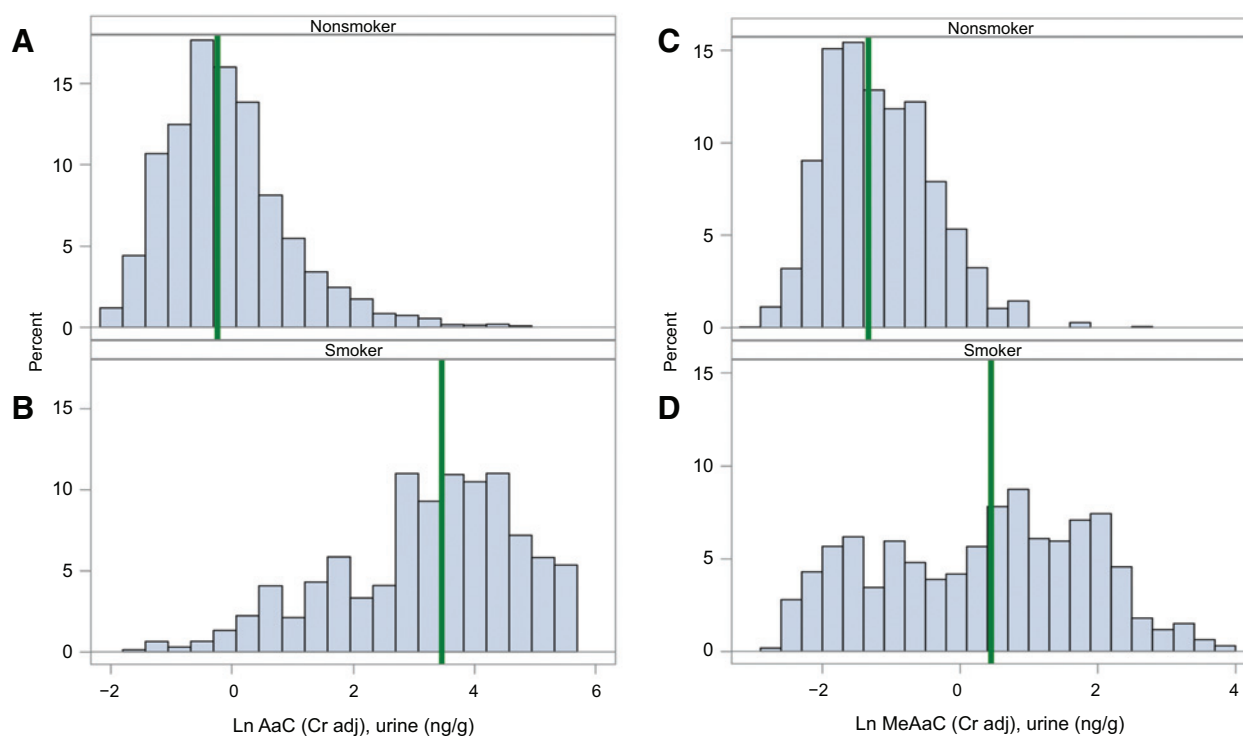 A
Nonsmoker
15
10
5
0
Percent
Smoker
B
15
10
5
0
−2 0 2 4 6
Ln AaC (Cr adj), urine (ng/g)
C
Nonsmoker
15
10
5
0
Percent
Smoker
D
15
10
5
0
−2 0 2 4
Ln MeAaC (Cr adj), urine (ng/g)